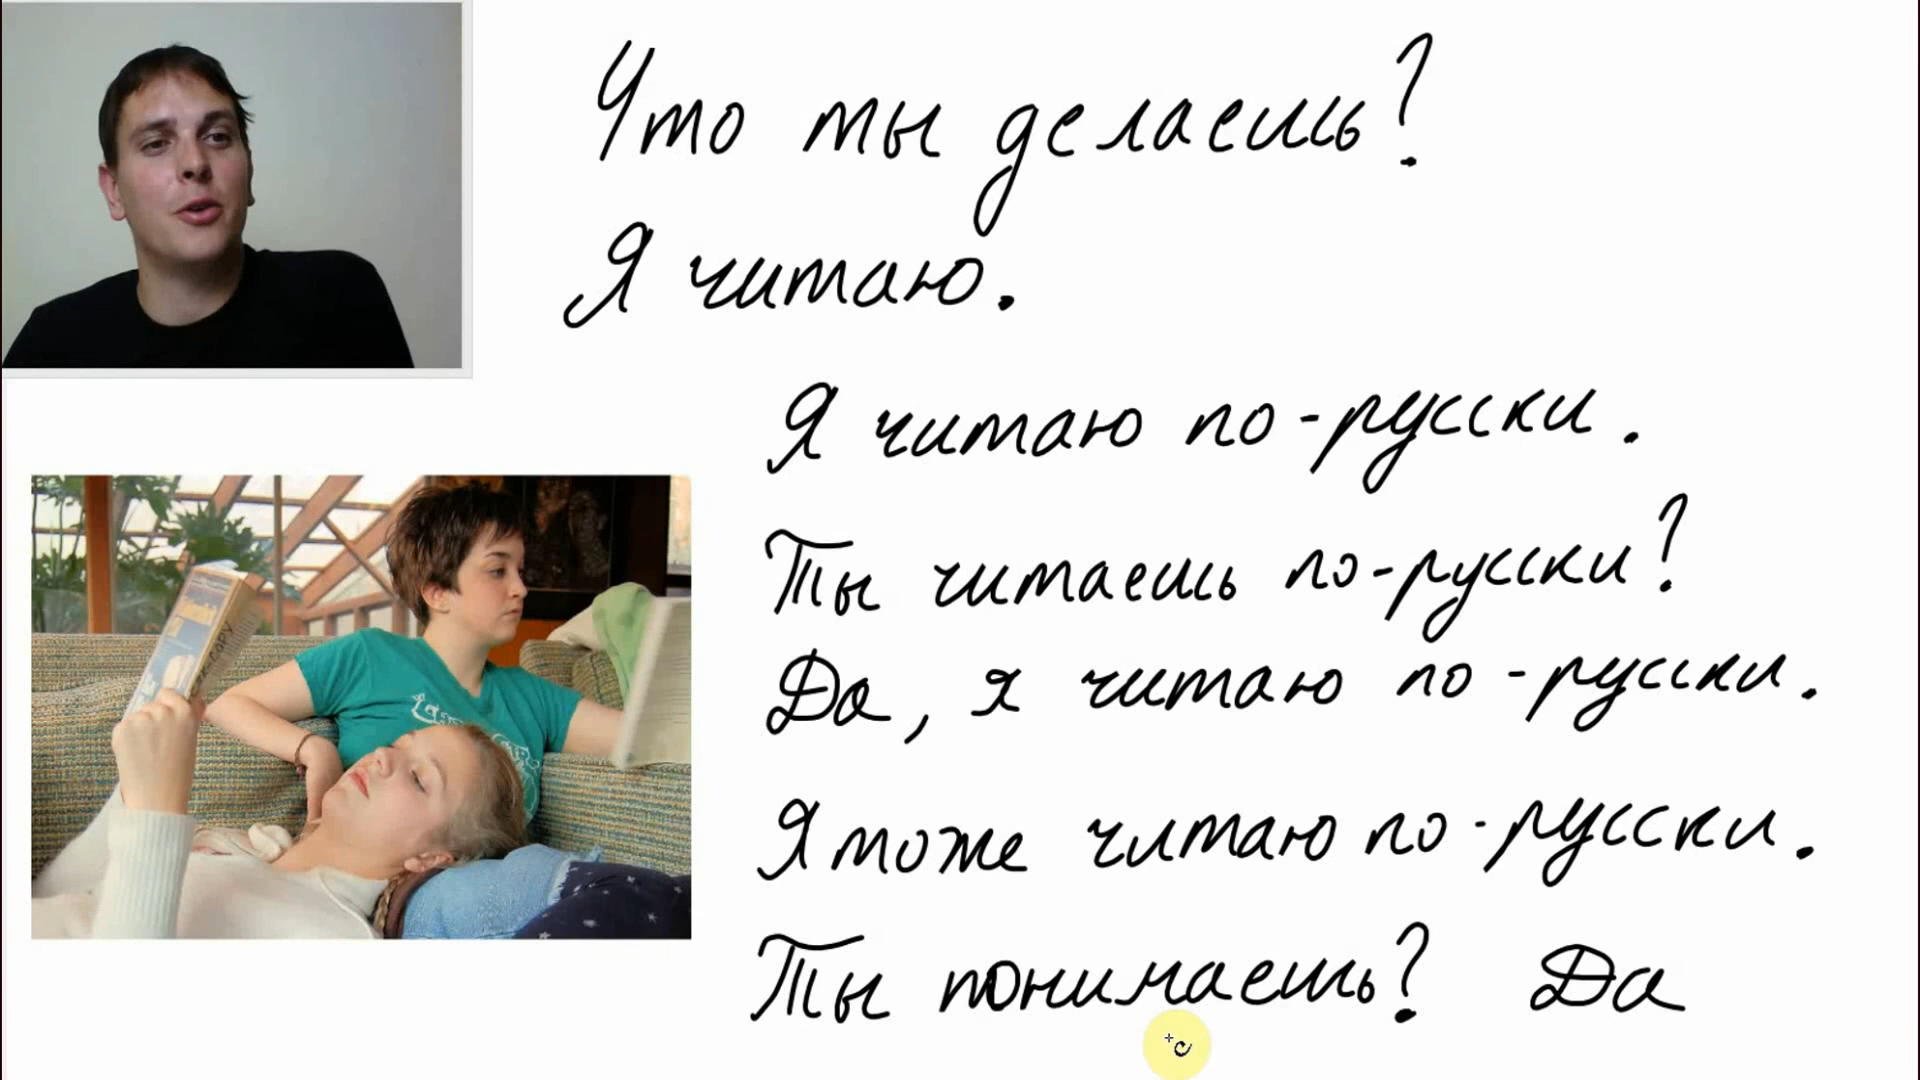 Что ты делаешь?
Я читаю.
Я читаю по-русски.
Ты читаешь по-русски?
Да, я читаю по-русски.
Я тоже читаю по-русски.
Ты понимаешь? Да
COPY